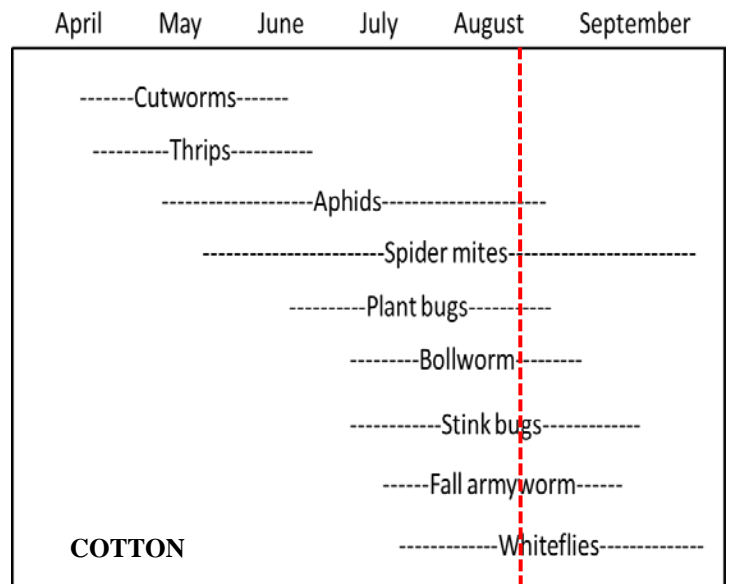 April May June July August September
-------Cutworms-------
----------Thrips-----------
--------------------Aphids----------------------
------------------------Spider mites-------------------------
----------Plant bugs-----------
---------Bollworm---------
------------Stink bugs-------------
------Fall armyworm------
-------------Whiteflies--------------
COTTON